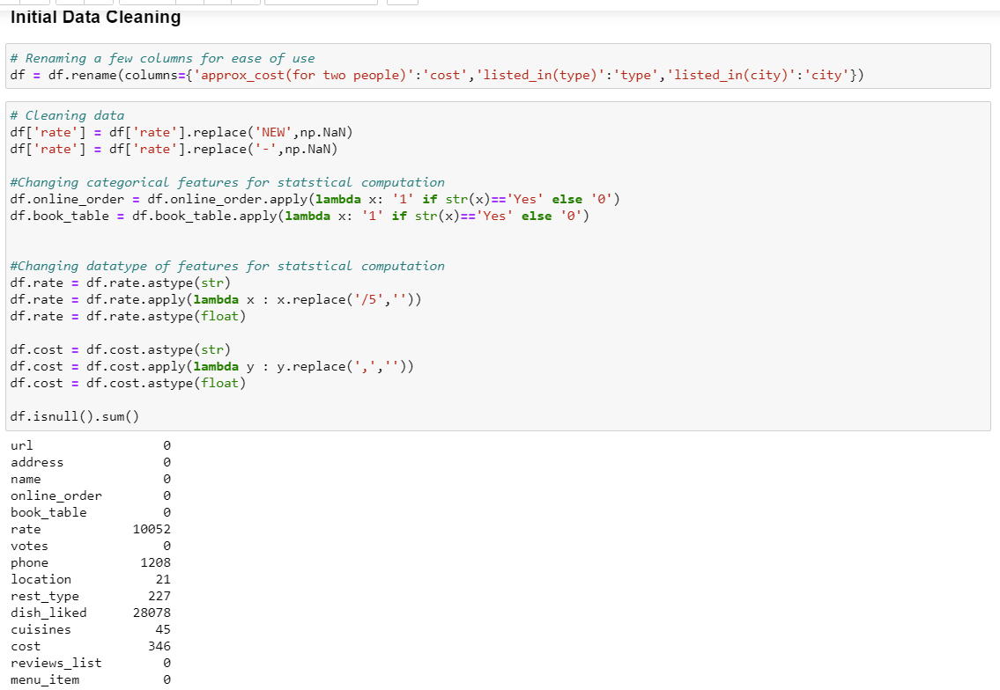 Initial Data Cleaning
# Renaming a few columns for ease of use
df = df.rename(columns={'approx_cost(for two people)':'cost','listed_in(type)':'type','listed_in(city)':'city'})
# Cleaning data
df['rate'] = df['rate'].replace('NEW',np.NaN)
df['rate'] = df['rate'].replace('-',np.NaN)
#Changing categorical features for statstical computation
df.online_order = df.online_order.apply(lambda x: '1' if str(x)=='Yes' else '0')
df.book_table = df.book_table.apply(lambda x: '1' if str(x)=='Yes' else '0')
#Changing datatype of features for statstical computation
df.rate = df.rate.astype(str)
df.rate = df.rate.apply(lambda x : x.replace('/5',''))
df.rate = df.rate.astype(float)
df.cost = df.cost.astype(str)
df.cost = df.cost.apply(lambda y : y.replace(',',''))
df.cost = df.cost.astype(float)
df.isnull().sum()
url 0
address 0
name 0
online_order 0
book_table 0
rate 10052
votes 0
phone 1208
location 21
rest_type 227
dish_liked 28078
cuisines 45
cost 346
reviews_list 0
menu_item 0